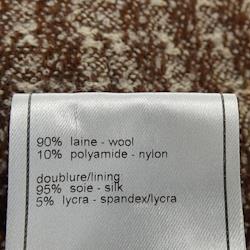 90% laine - wool
10% polyamide - nylon
doublure/lining:
95% soie - silk
5% lycra - spandex/lycra